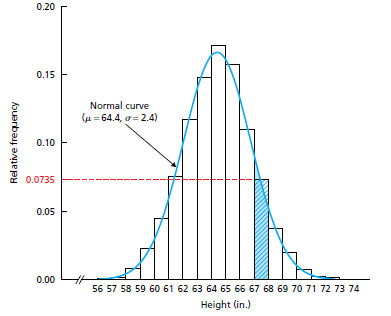 0.20
0.15
Normal curve
(μ = 64.4, σ = 2.4)
Relative frequency
0.10
0.0735
0.05
0.00
56 57 58 59 60 61 62 63 64 65 66 67 68 69 70 71 72 73 74
Height (in.)